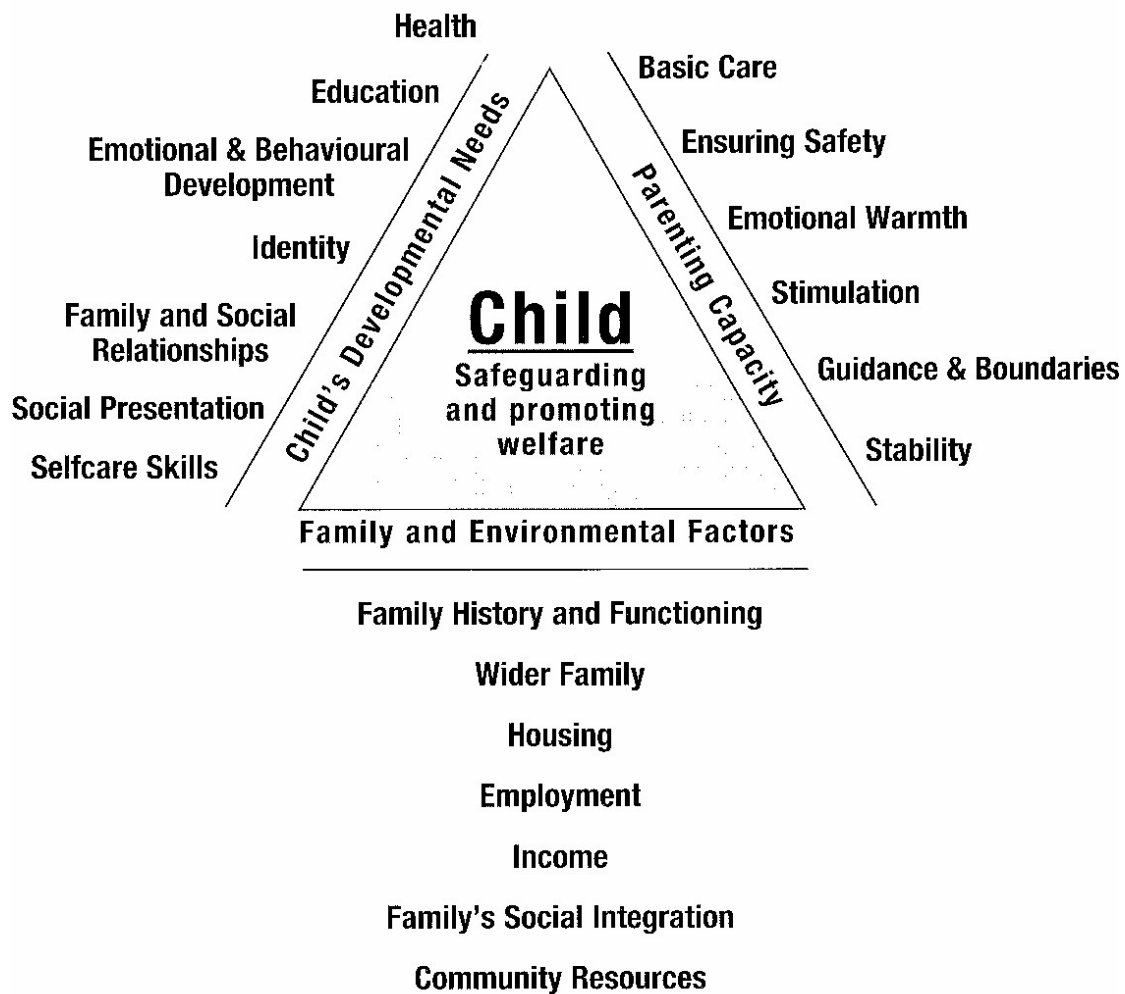 Health
Education
Emotional & Behavioural
Development
Identity
Family and Social
Relationships
Social Presentation
Selfcare Skills
Child's Developmental Needs
Basic Care
Ensuring Safety
Emotional Warmth
Stimulation
Guidance & Boundaries
Stability
Parenting Capacity
Child
Safeguarding
and promoting
welfare
Family and Environmental Factors
Family History and Functioning
Wider Family
Housing
Employment
Income
Family's Social Integration
Community Resources